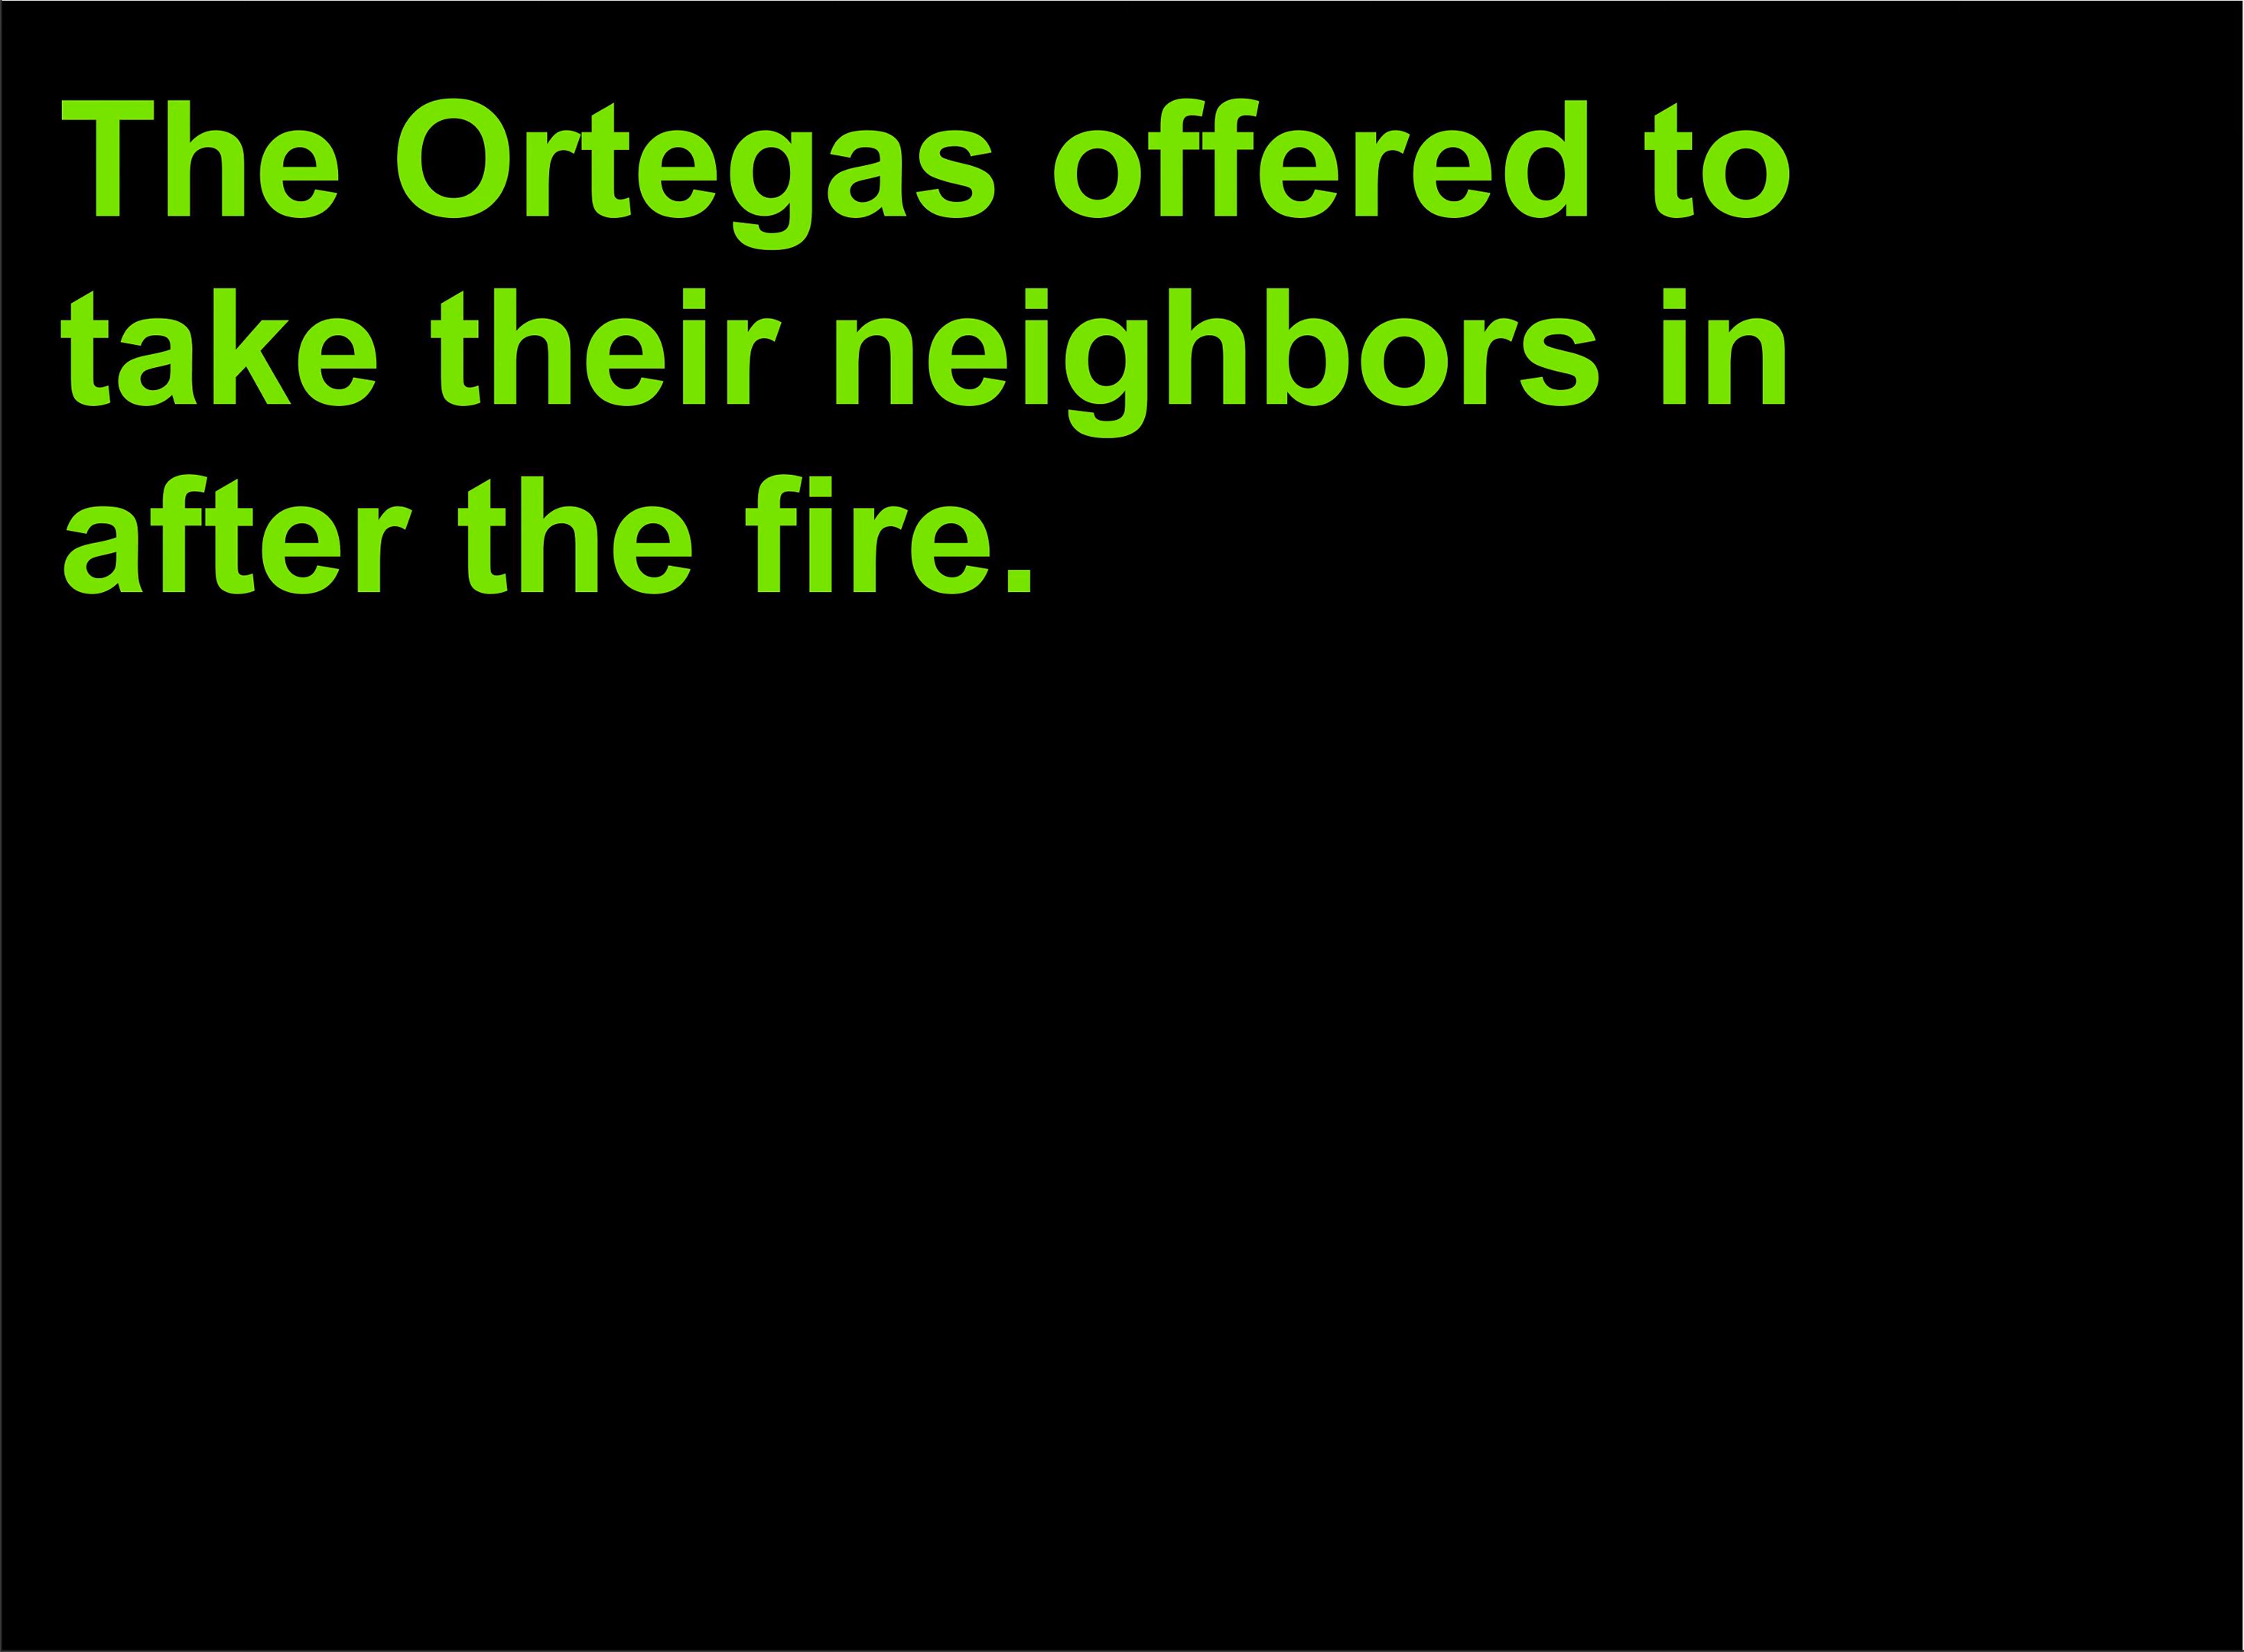 The Ortegas offered to
take their neighbors in
after the fire.